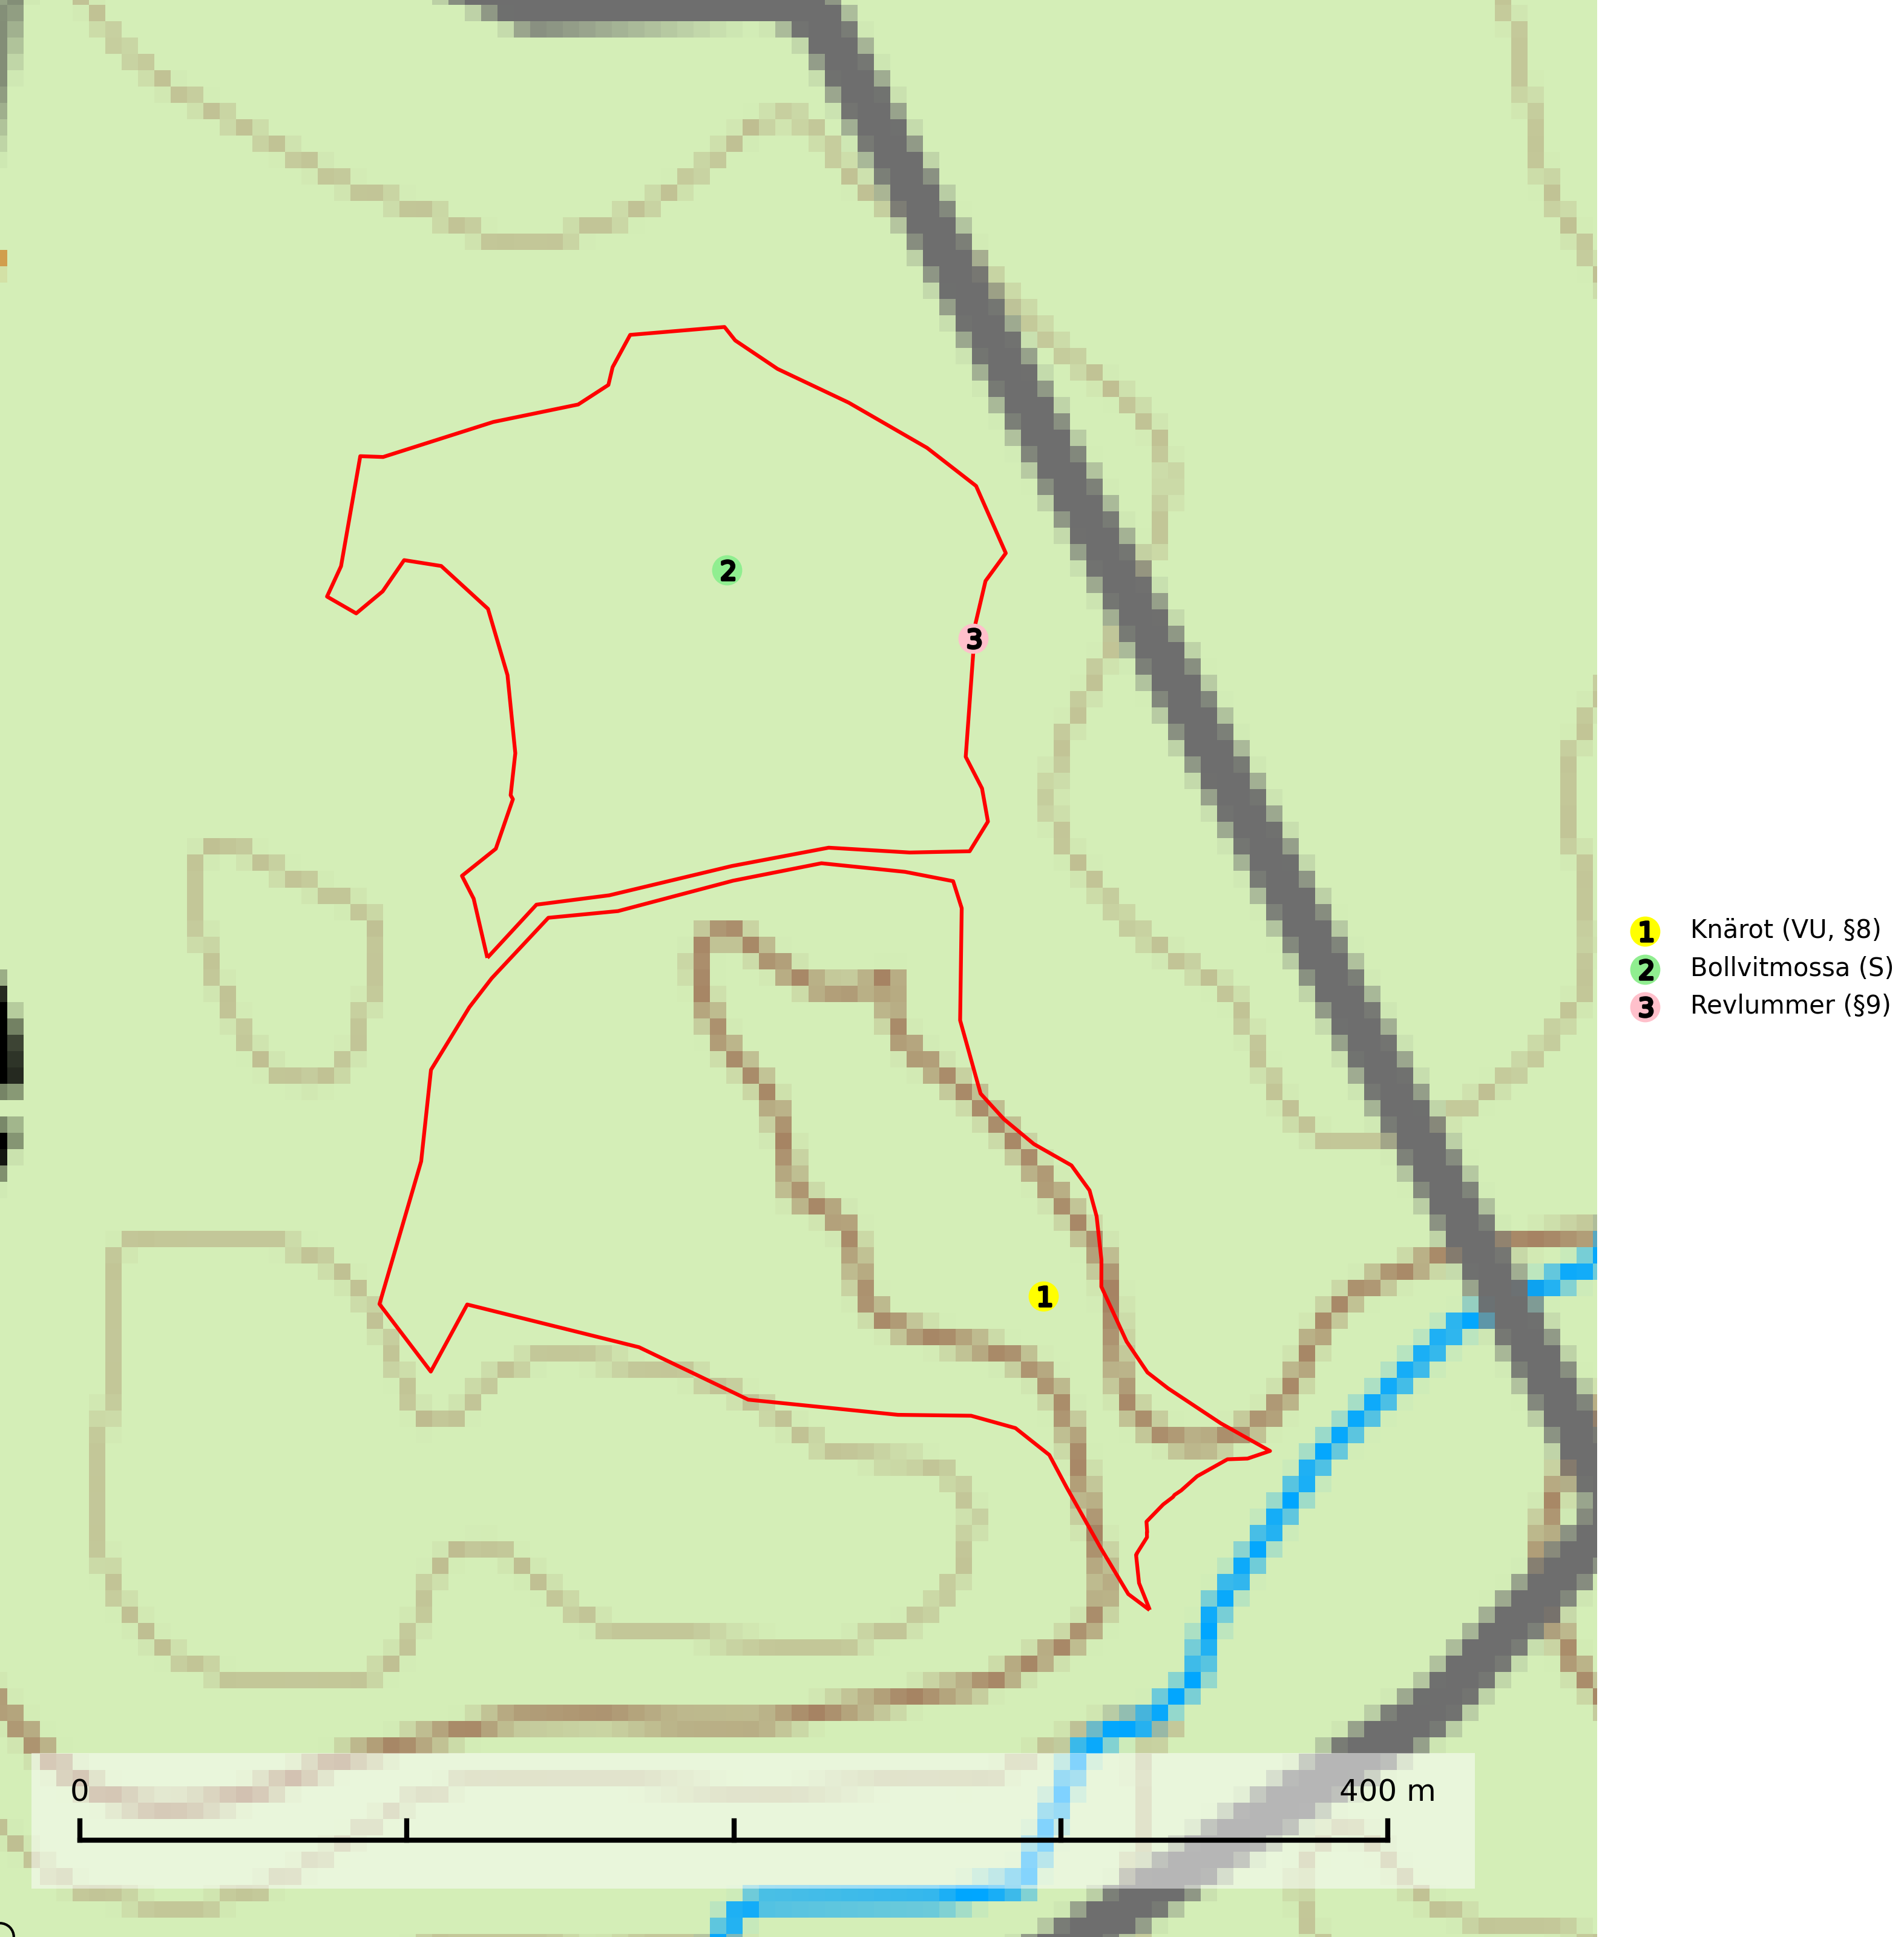 2
3
1
1 Knärot (VU, §8)
2 Bollvitmossa (S)
3 Revlummer (§9)
0 400 m